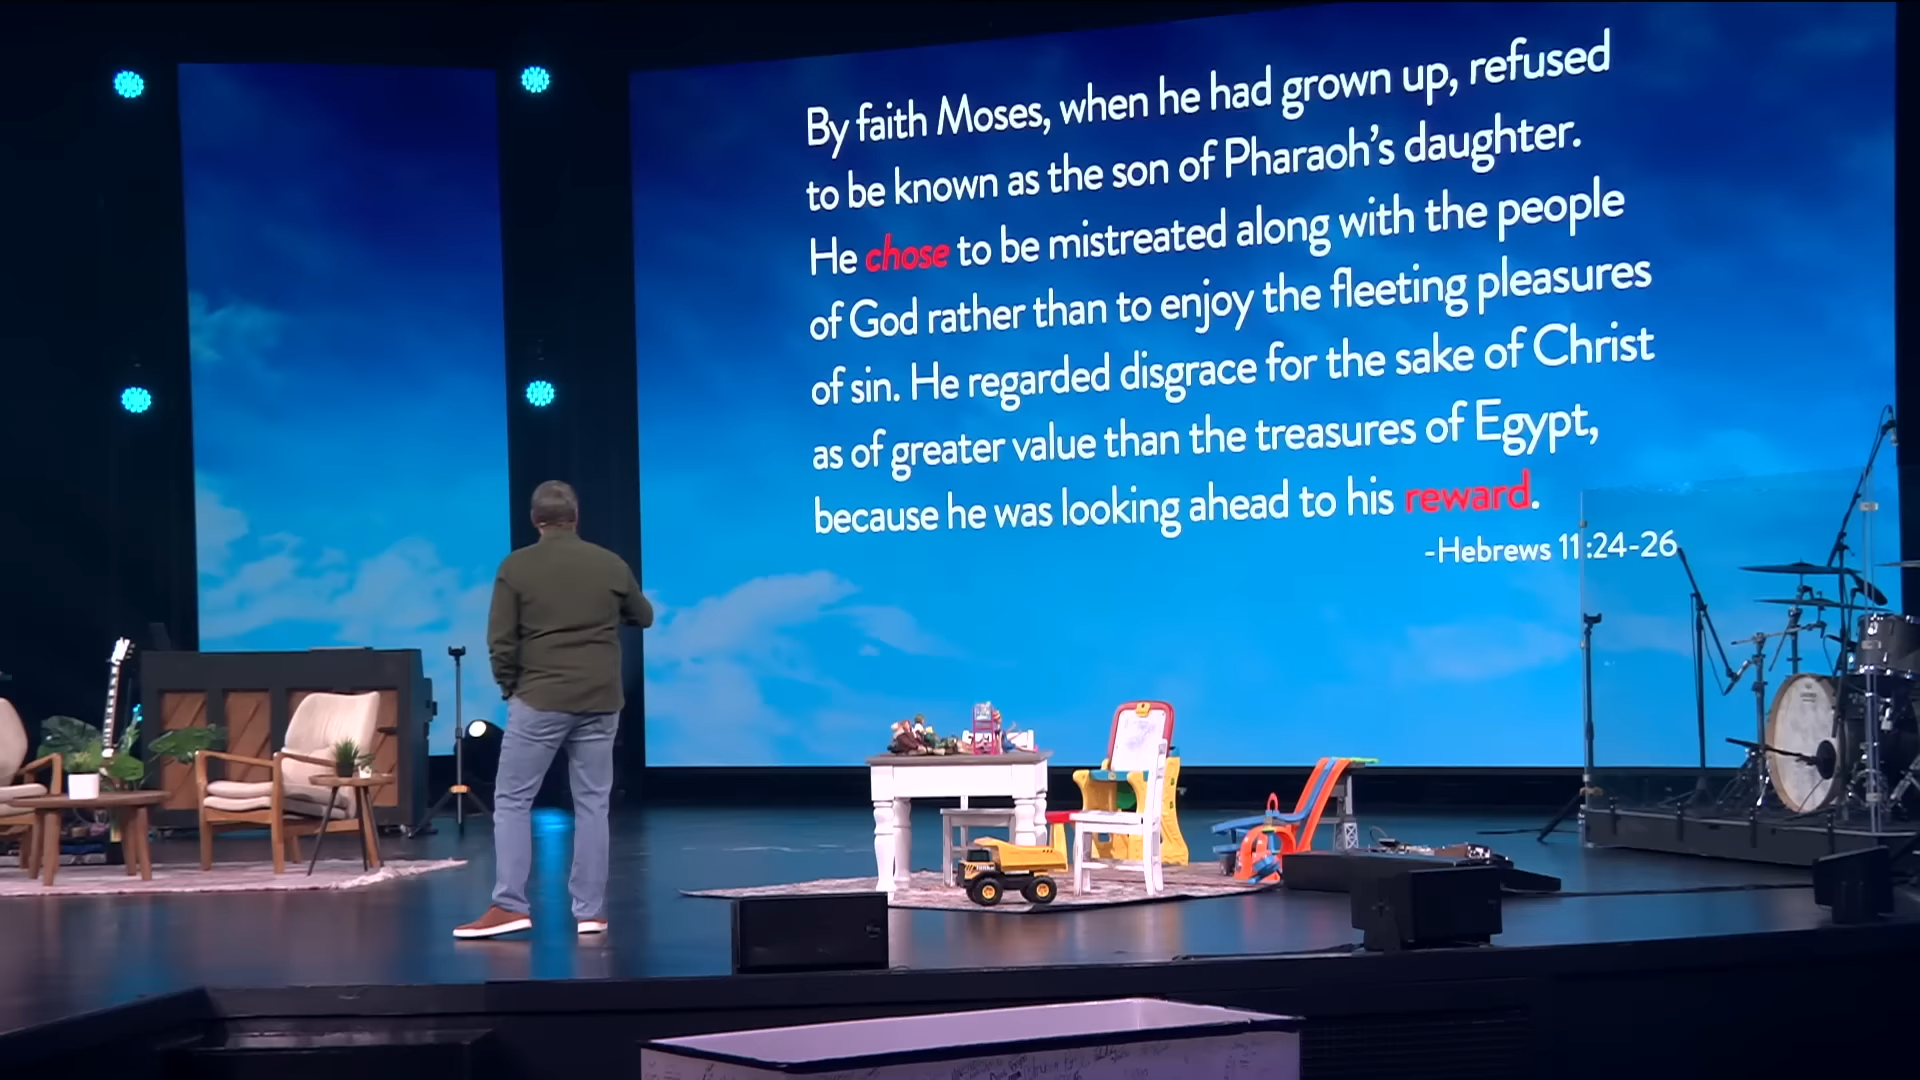 By faith Moses, when he had grown up, refused
to be known as the son of Pharaoh's daughter.
He chose to be mistreated along with the people
of God rather than to enjoy the fleeting pleasures
of sin. He regarded disgrace for the sake of Christ
as of greater value than the treasures of Egypt,
because he was looking ahead to his reward.
-Hebrews 11:24-26